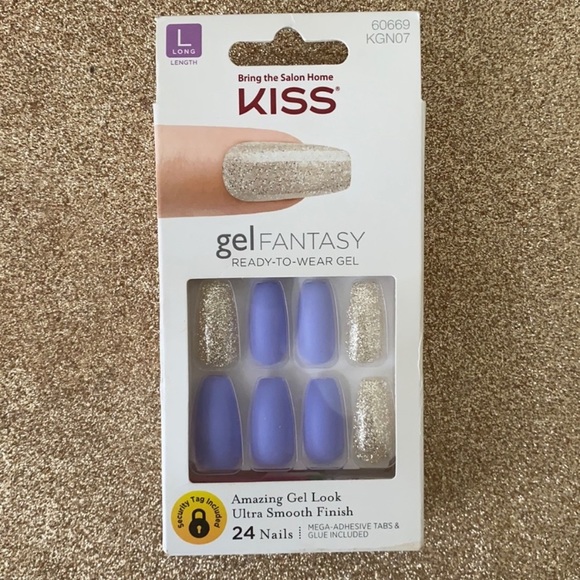 L
LONG
LENGTH
60669
KGN07
Bring the Salon Home
KISS®
gel FANTASY
READY-TO-WEAR GEL
Security Tag Included
Amazing Gel Look
Ultra Smooth Finish
24 Nails
MEGA-ADHESIVE TABS &
GLUE INCLUDED